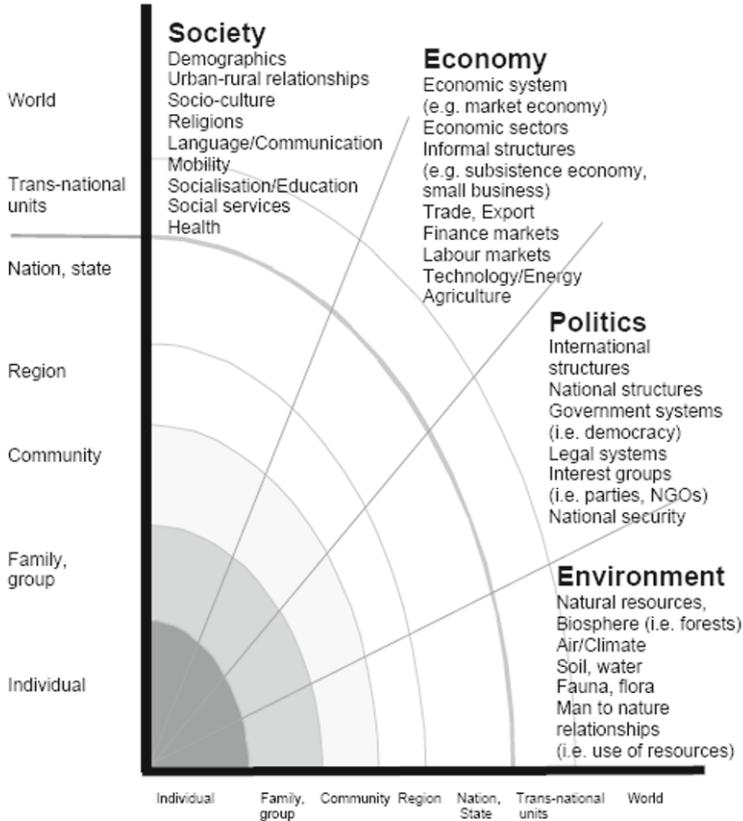 Society
Demographics
Urban-rural relationships
Socio-culture
Religions
Language/Communication
Mobility
Socialisation/Education
Social services
Health
Economy
Economic system
(e.g. market economy)
Economic sectors
Informal structures
(e.g. subsistence economy,
small business)
Trade, Export
Finance markets
Labour markets
Technology/Energy
Agriculture
Politics
International
structures
National structures
Government systems
(i.e. democracy)
Legal systems
Interest groups
(i.e. parties, NGOs)
National security
Environment
Natural resources,
Biosphere (i.e. forests)
Air/Climate
Soil, water
Fauna, flora
Man to nature
relationships
(i.e. use of resources)
World
Trans-national
units
Nation, state
Region
Community
Family,
group
Individual
Individual
Family,
group
Community
Region
Nation,
State
Trans-national
units
World